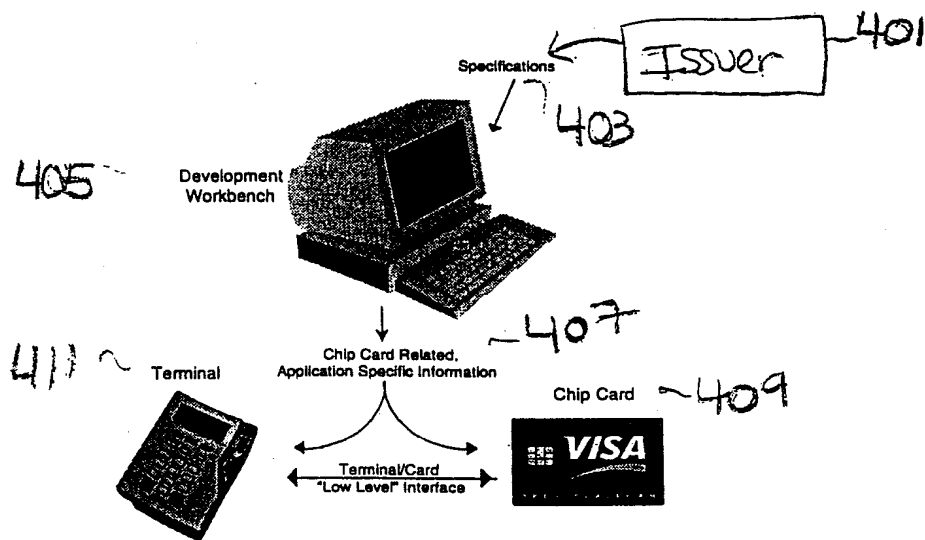 Issuer
401
Specifications
403
405
Development
Workbench
407
Chip Card Related,
Application Specific Information
411
Terminal
Chip Card
409
VISA
Terminal/Card
"Low Level" Interface